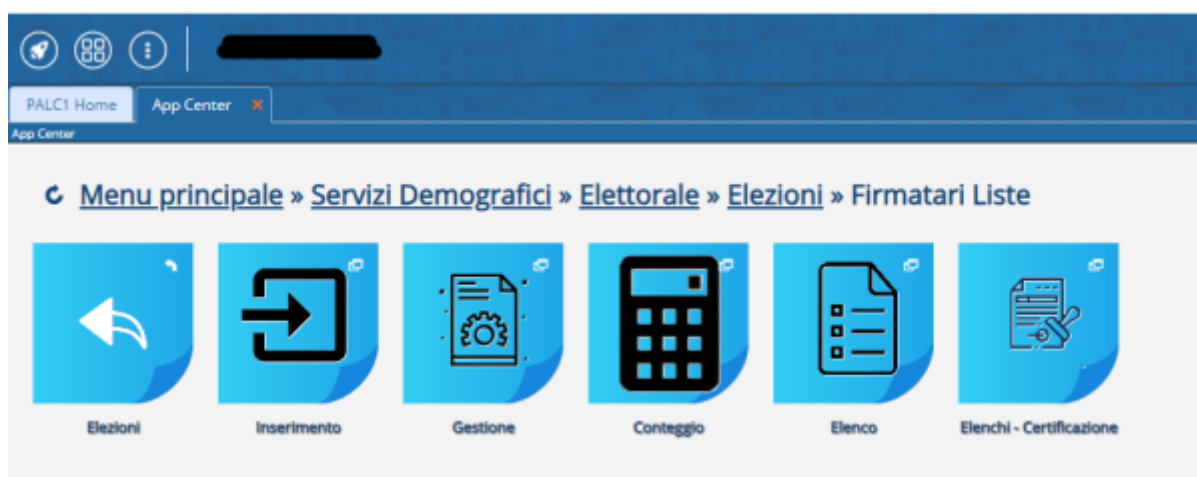 PALC1 Home App Center
App Center
Menu principale » Servizi Demografici » Elettorale » Elezioni » Firmatari Liste
Elezioni Inserimento Gestione Conteggio Elenco Elenchi - Certificazione